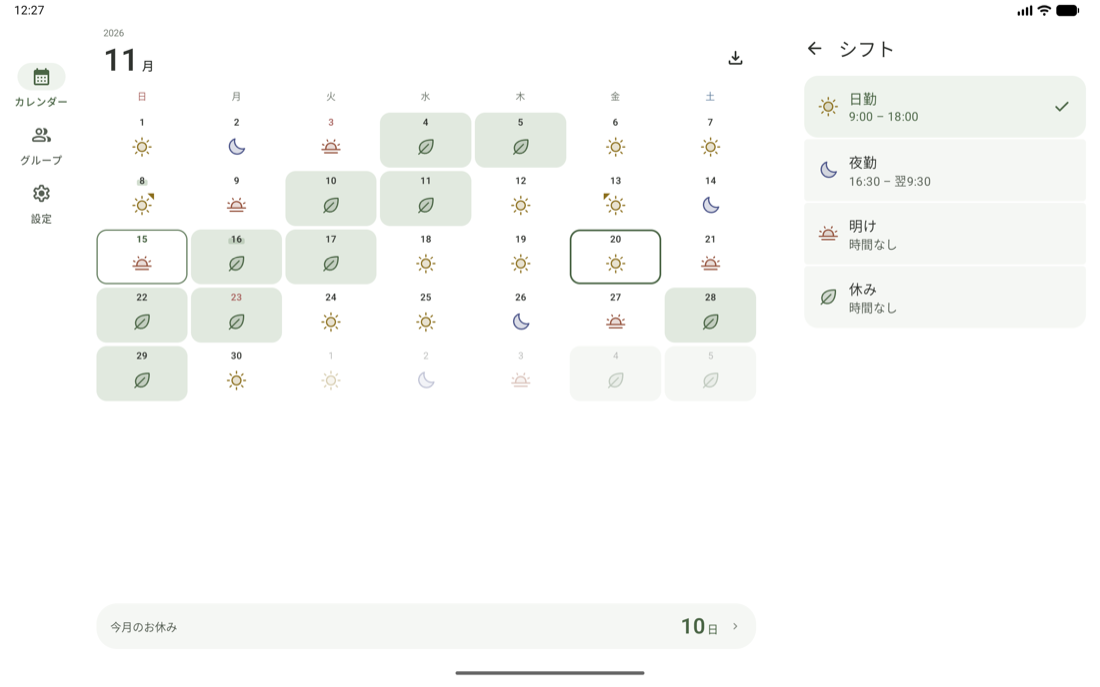 12:27
カレンダー
グループ
設定
2026
11月
日 月 火 水 木 金 土
1 2 3 4 5 6 7
8 9 10 11 12 13 14
15 16 17 18 19 20 21
22 23 24 25 26 27 28
29 30 1 2 3 4 5
今月のお休み 10日
シフト
日勤
9:00 – 18:00
夜勤
16:30 – 翌9:30
明け
時間なし
休み
時間なし